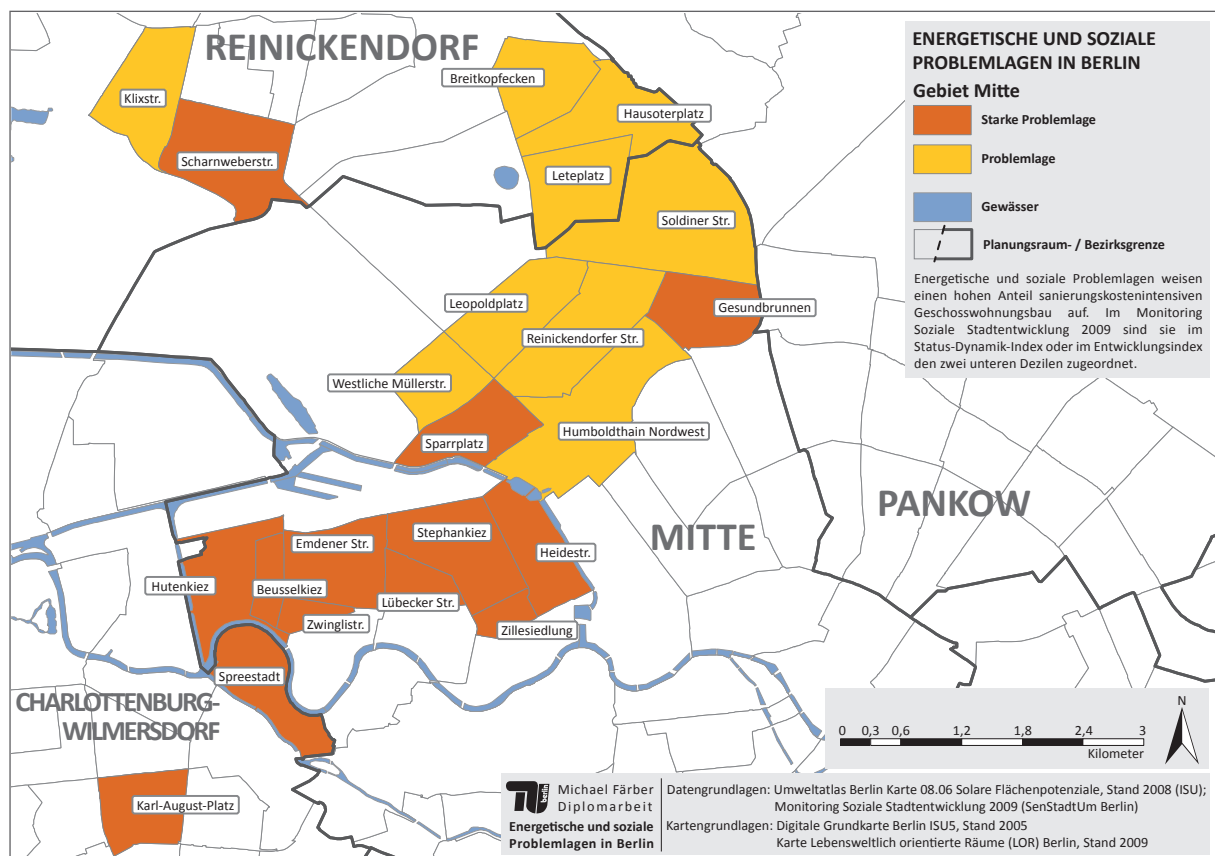 REINICKENDORF
Breitkopfecken
Klixstr.
Hausoterplatz
Scharnweberstr.
Leteplatz
Soldiner Str.
Leopoldplatz
Gesundbrunnen
Reinickendorfer Str.
Westliche Müllerstr.
Sparrplatz
Humboldthain Nordwest
PANKOW
MITTE
Stephankiez
Emdener Str.
Heidestr.
Hutenkiez
Beusselkiez
Lübecker Str.
Zwinglistr.
Zillesiedlung
Spreestadt
CHARLOTTENBURG-
WILMERSDORF
Karl-August-Platz
ENERGETISCHE UND SOZIALE
PROBLEMLAGEN IN BERLIN
Gebiet Mitte
Starke Problemlage
Problemlage
Gewässer
Planungsraum- / Bezirksgrenze
Energetische und soziale Problemlagen weisen
einen hohen Anteil sanierungskostenintensiven
Geschosswohnungsbau auf. Im Monitoring
Soziale Stadtentwicklung 2009 sind sie im
Status-Dynamik-Index oder im Entwicklungsindex
den zwei unteren Dezilen zugeordnet.
N
0 0,3 0,6 1,2 1,8 2,4 3
Kilometer
berlin
Michael Färber
Diplomarbeit
Energetische und soziale
Problemlagen in Berlin
Datengrundlagen: Umweltatlas Berlin Karte 08.06 Solare Flächenpotenziale, Stand 2008 (ISU);
Monitoring Soziale Stadtentwicklung 2009 (SenStadtUm Berlin)
Kartengrundlagen: Digitale Grundkarte Berlin ISU5, Stand 2005
Karte Lebensweltlich orientierte Räume (LOR) Berlin, Stand 2009